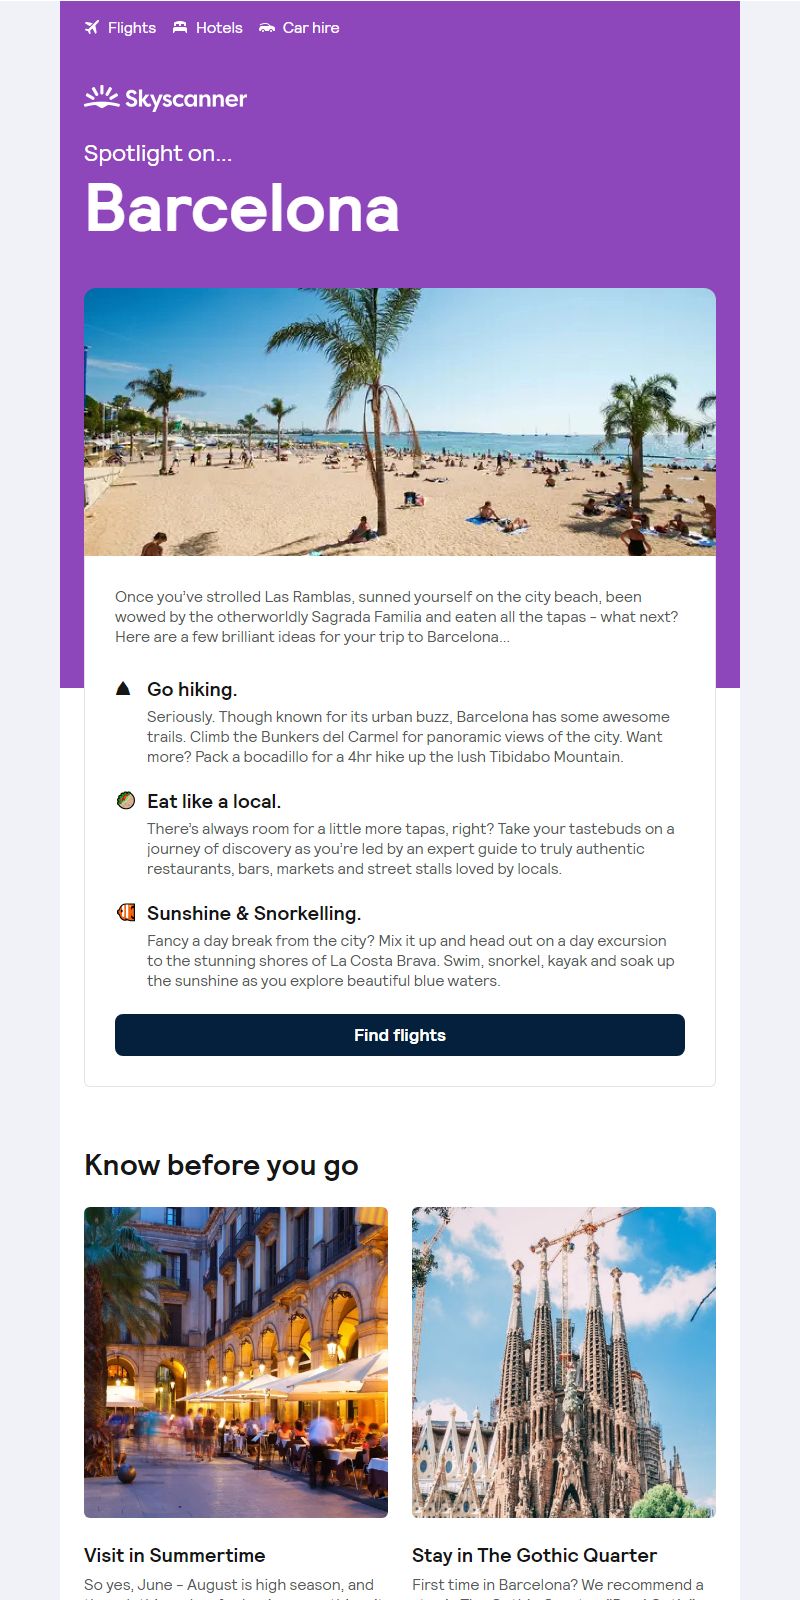 Flights Hotels Car hire
Skyscanner
Spotlight on...
Barcelona
Once you've strolled Las Ramblas, sunned yourself on the city beach, been
wowed by the otherworldly Sagrada Familia and eaten all the tapas - what next?
Here are a few brilliant ideas for your trip to Barcelona...
Go hiking.
Seriously. Though known for its urban buzz, Barcelona has some awesome
trails. Climb the Bunkers del Carmel for panoramic views of the city. Want
more? Pack a bocadillo for a 4hr hike up the lush Tibidabo Mountain.
Eat like a local.
There's always room for a little more tapas, right? Take your tastebuds on a
journey of discovery as you're led by an expert guide to truly authentic
restaurants, bars, markets and street stalls loved by locals.
Sunshine & Snorkelling.
Fancy a day break from the city? Mix it up and head out on a day excursion
to the stunning shores of La Costa Brava. Swim, snorkel, kayak and soak up
the sunshine as you explore beautiful blue waters.
Find flights
Know before you go
Visit in Summertime
So yes, June - August is high season, and
Stay in The Gothic Quarter
First time in Barcelona? We recommend a